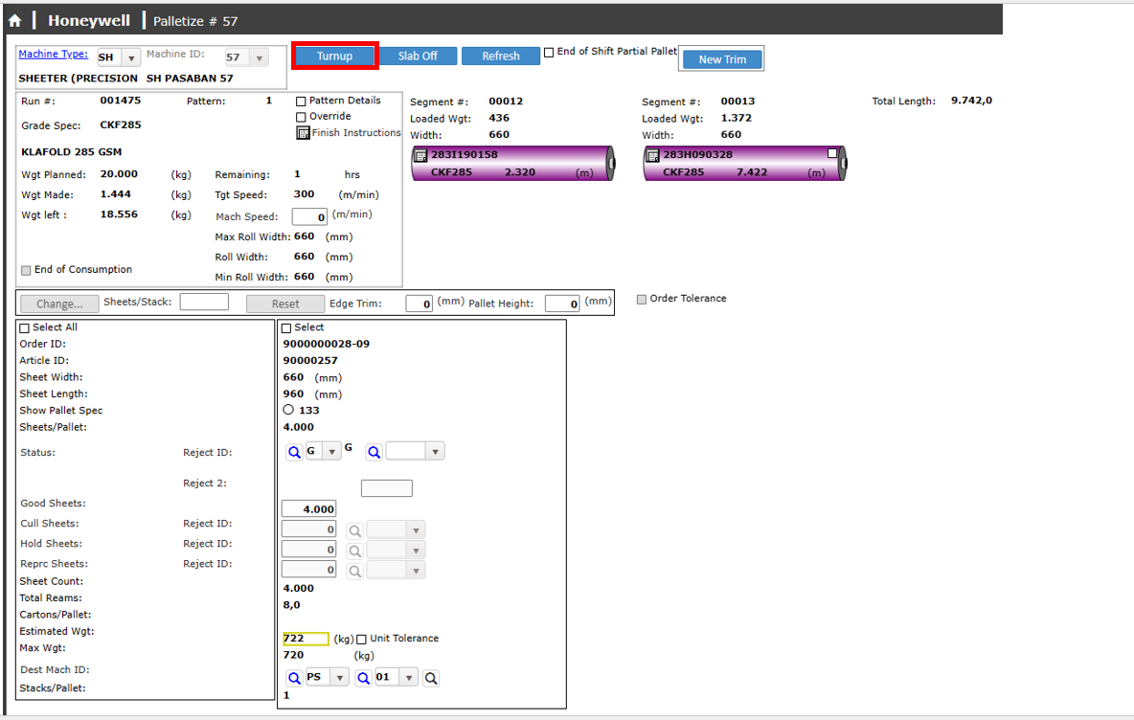 Honeywell Palletize # 57
Machine Type: SH Machine ID: 57
Turnup Slab Off Refresh End of Shift Partial Pallet New Trim
SHEETER (PRECISION SH PASABAN 57
Run #: 001475 Pattern: 1 Pattern Details
Override
Grade Spec: CKF285
Finish Instructions
KLAFOLD 285 GSM
Wgt Planned: 20.000 (kg) Remaining: 1 hrs
Wgt Made: 1.444 (kg) Tgt Speed: 300 (m/min)
Wgt left : 18.556 (kg) Mach Speed: 0 (m/min)
Max Roll Width: 660 (mm)
Roll Width: 660 (mm)
End of Consumption
Min Roll Width: 660 (mm)
Segment #: 00012
Loaded Wgt: 436
Width: 660
283I190158
CKF285 2.320 (m)
Segment #: 00013
Loaded Wgt: 1.372
Width: 660
283H090328
CKF285 7.422 (m)
Total Length: 9.742,0
Change... Sheets/Stack: Reset Edge Trim: 0 (mm) Pallet Height: 0 (mm) Order Tolerance
Select All Select
Order ID: 9000000028-09
Article ID: 90000257
Sheet Width: 660 (mm)
Sheet Length: 960 (mm)
Show Pallet Spec 133
Sheets/Pallet: 4.000
Status: Reject ID: G G
Reject 2:
Good Sheets: 4.000
Cull Sheets: Reject ID: 0
Hold Sheets: Reject ID: 0
Reprc Sheets: Reject ID: 0
Sheet Count: 4.000
Total Reams: 8,0
Cartons/Pallet:
Estimated Wgt: 722 (kg) Unit Tolerance
Max Wgt: 720 (kg)
Dest Mach ID: PS 01
Stacks/Pallet: 1